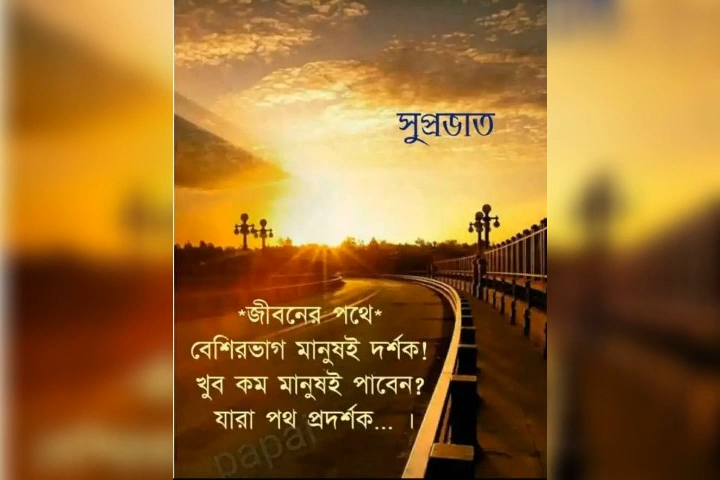 সুপ্রভাত
*জীবনের পথে*
বেশিরভাগ মানুষই দর্শক!
খুব কম মানুষই পাবেন?
যারা পথ প্রদর্শক... ।